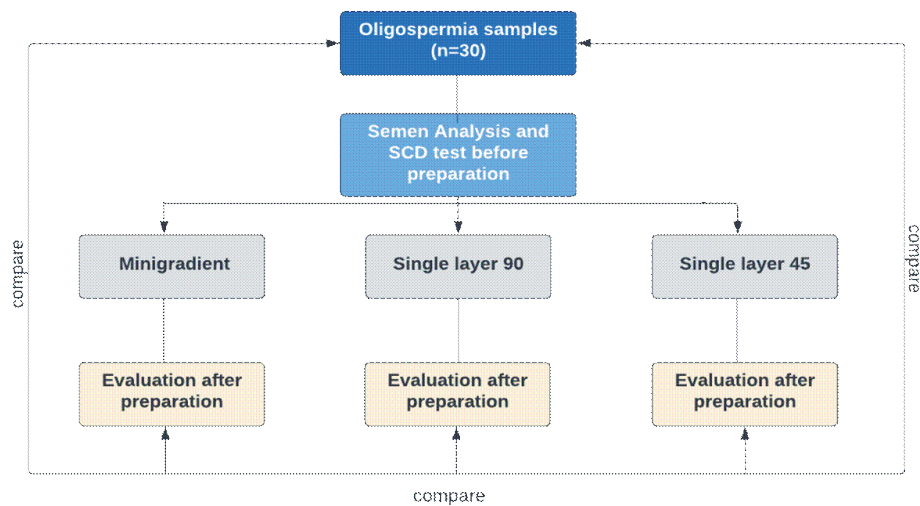 Oligospermia samples
(n=30)
Semen Analysis and
SCD test before
preparation
Minigradient
Single layer 90
Single layer 45
compare
compare
Evaluation after
preparation
Evaluation after
preparation
Evaluation after
preparation
compare